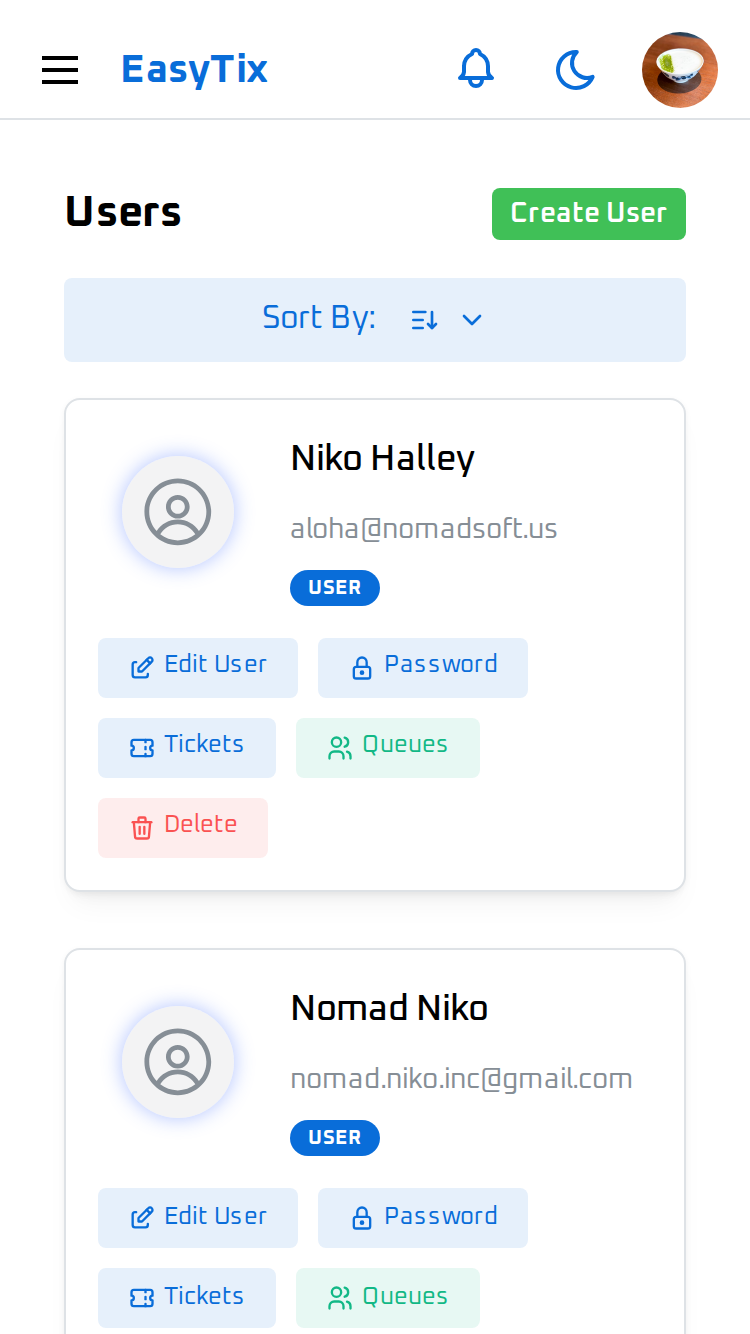 EasyTix
Users
Create User
Sort By:
Niko Halley
aloha@nomadsoft.us
USER
Edit User
Password
Tickets
Queues
Delete
Nomad Niko
nomad.niko.inc@gmail.com
USER
Edit User
Password
Tickets
Queues